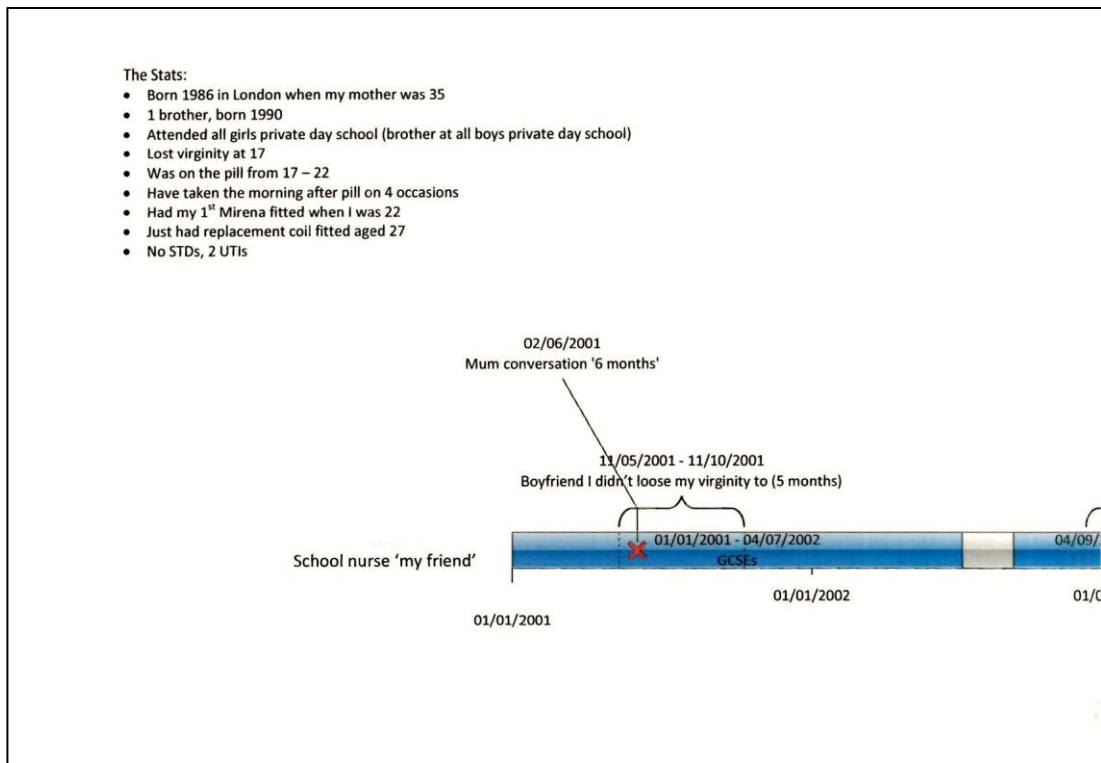 The Stats:
• Born 1986 in London when my mother was 35
• 1 brother, born 1990
• Attended all girls private day school (brother at all boys private day school)
• Lost virginity at 17
• Was on the pill from 17 – 22
• Have taken the morning after pill on 4 occasions
• Had my 1st Mirena fitted when I was 22
• Just had replacement coil fitted aged 27
• No STDs, 2 UTIs
02/06/2001
Mum conversation '6 months'
11/05/2001 - 11/10/2001
Boyfriend I didn't loose my virginity to (5 months)
01/01/2001 - 04/07/2002
04/09/
School nurse ‘my friend’
GCSEs
01/01/2002
01/0
01/01/2001